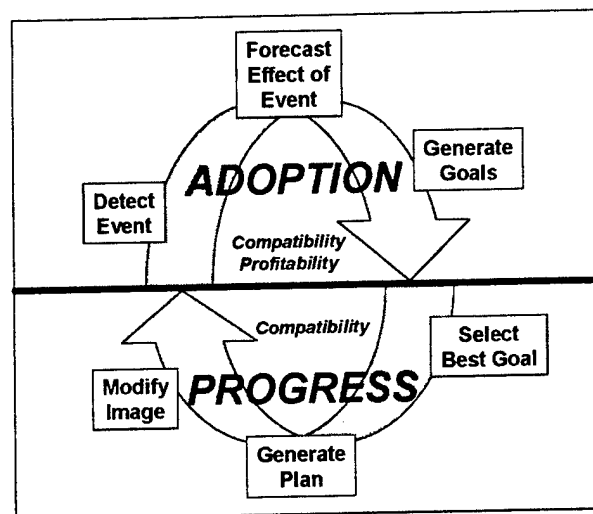 Forecast
Effect of
Event
ADOPTION
Generate
Goals
Detect
Event
Compatibility
Profitability
Compatibility
Select
Best Goal
Modify
Image
PROGRESS
Generate
Plan